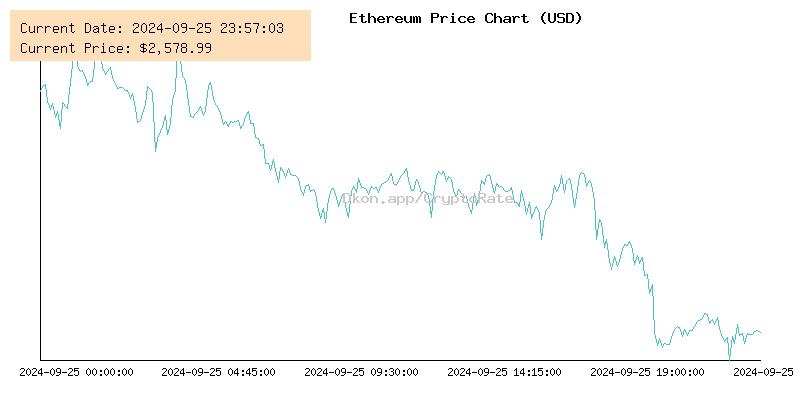 Ethereum Price Chart (USD)
Current Date: 2024-09-25 23:57:03
Current Price: $2,578.99
Dkon.app/CryptoRate
2024-09-25 00:00:00
2024-09-25 04:45:00
2024-09-25 09:30:00
2024-09-25 14:15:00
2024-09-25 19:00:00
2024-09-25